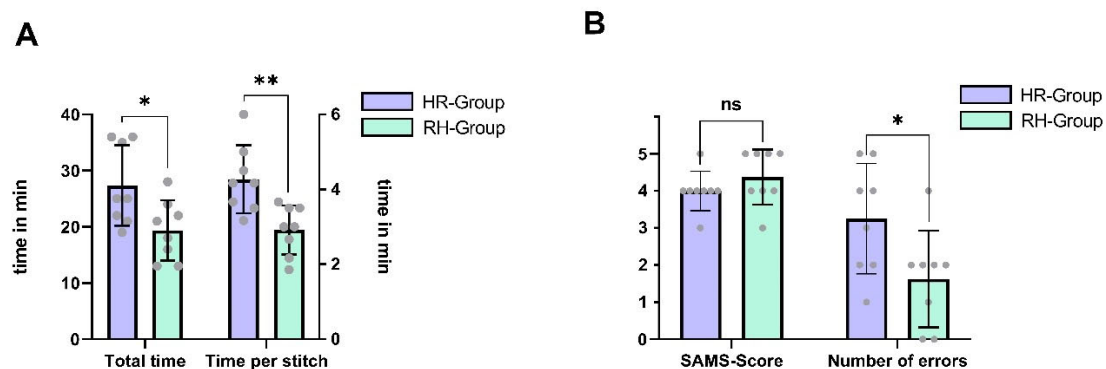 A
*
**
HR-Group
RH-Group
time in min
40
30
20
10
0
6
4
2
0
time in min
Total time
Time per stitch
B
ns
*
HR-Group
RH-Group
5
4
3
2
1
0
SAMS-Score
Number of errors